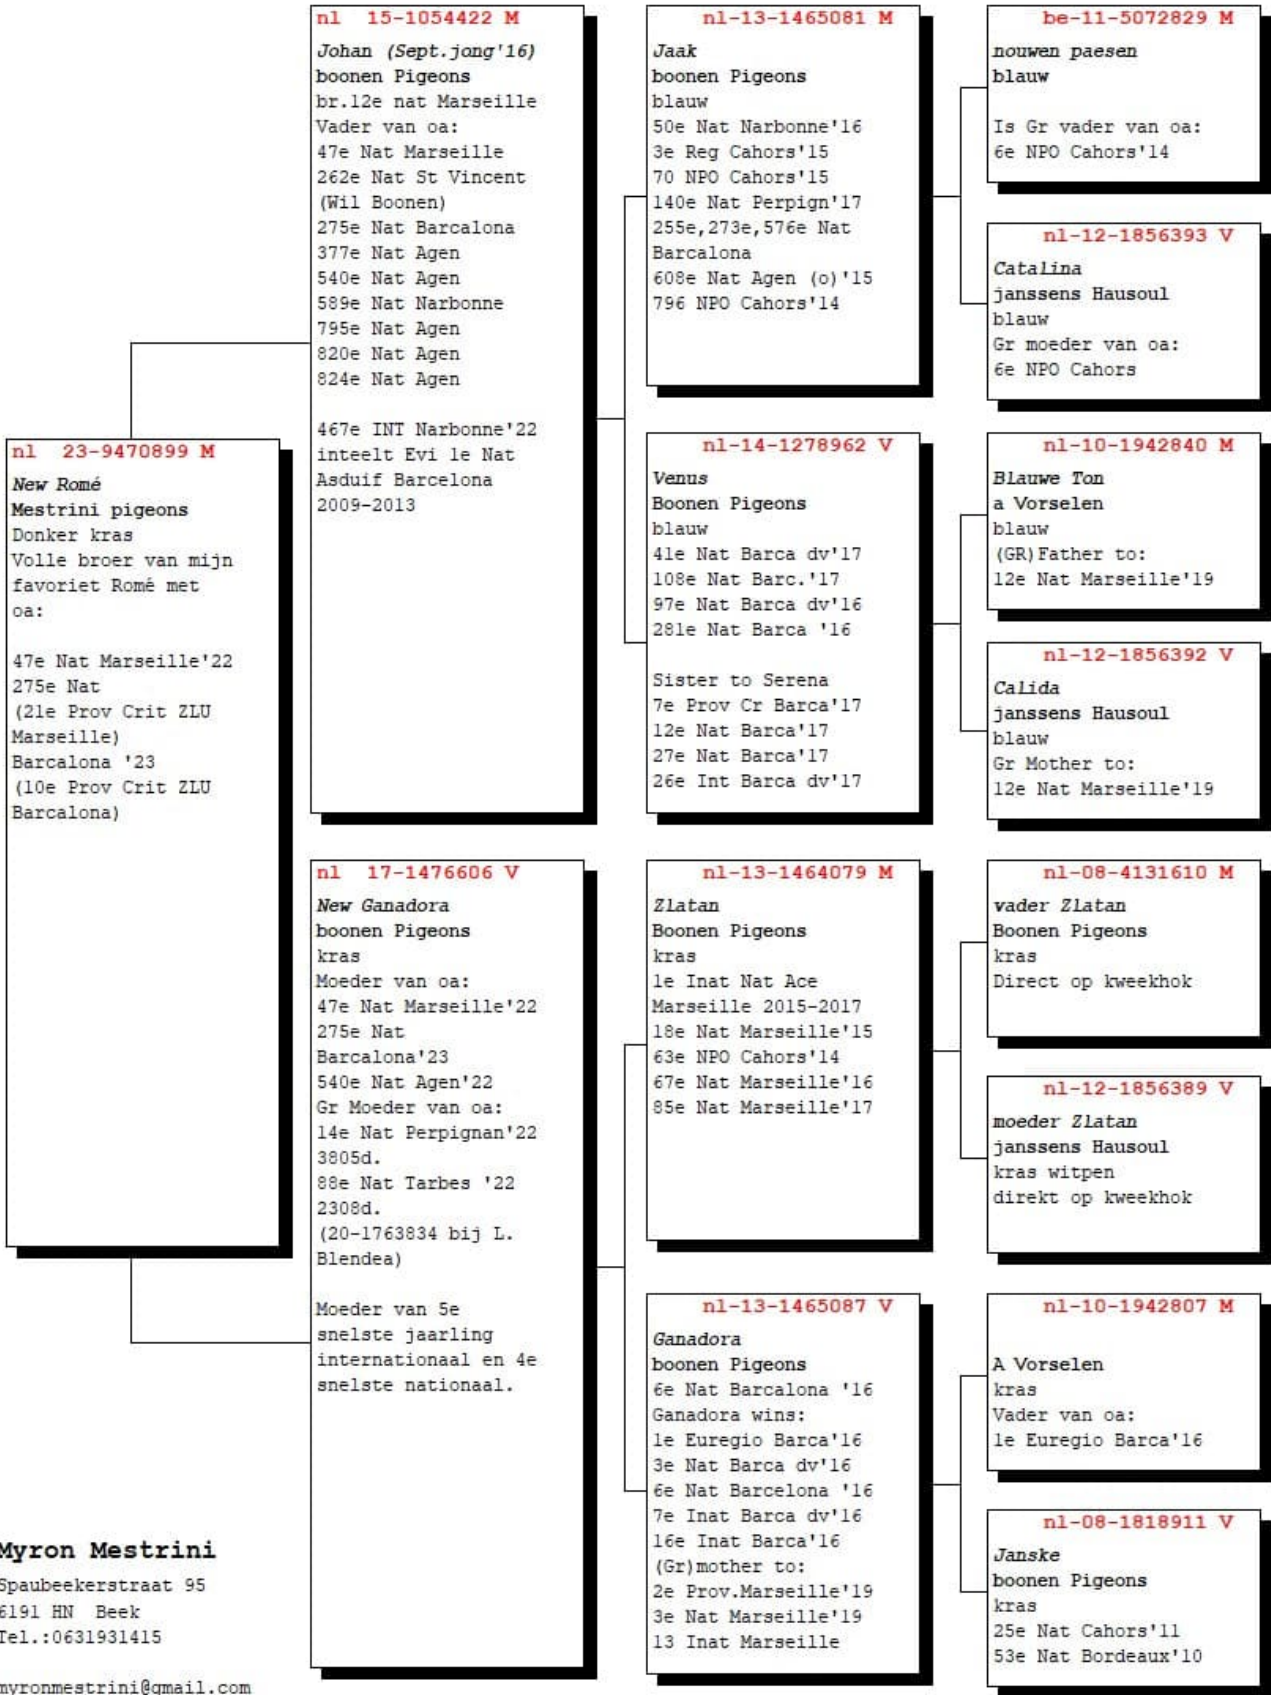 nl 23-9470899 M
New Romé
Mestrini pigeons
Donker kras
Volle broer van mijn
favoriet Romé met
oa:
47e Nat Marseille'22
275e Nat
(21e Prov Crit ZLU
Marseille)
Barcalona '23
(10e Prov Crit ZLU
Barcalona)
nl 15-1054422 M
Johan (Sept.jong'16)
boonen Pigeons
br.12e nat Marseille
Vader van oa:
47e Nat Marseille
262e Nat St Vincent
(Wil Boonen)
275e Nat Barcalona
377e Nat Agen
540e Nat Agen
589e Nat Narbonne
795e Nat Agen
820e Nat Agen
824e Nat Agen
467e INT Narbonne'22
inteelt Evi 1e Nat
Asduif Barcelona
2009-2013
nl 17-1476606 V
New Ganadora
boonen Pigeons
kras
Moeder van oa:
47e Nat Marseille'22
275e Nat
Barcalona'23
540e Nat Agen'22
Gr Moeder van oa:
14e Nat Perpignan'22
3805d.
88e Nat Tarbes '22
2308d.
(20-1763834 bij L.
Blendea)
Moeder van 5e
snelste jaarling
internationaal en 4e
snelste nationaal.
nl-13-1465081 M
Jaak
boonen Pigeons
blauw
50e Nat Narbonne'16
3e Reg Cahors'15
70 NPO Cahors'15
140e Nat Perpign'17
255e,273e,576e Nat
Barcalona
608e Nat Agen (o)'15
796 NPO Cahors'14
nl-14-1278962 V
Venus
Boonen Pigeons
blauw
41e Nat Barca dv'17
108e Nat Barc.'17
97e Nat Barca dv'16
281e Nat Barca '16
Sister to Serena
7e Prov Cr Barca'17
12e Nat Barca'17
27e Nat Barca'17
26e Int Barca dv'17
nl-13-1464079 M
Zlatan
Boonen Pigeons
kras
1e Inat Nat Ace
Marseille 2015-2017
18e Nat Marseille'15
63e NPO Cahors'14
67e Nat Marseille'16
85e Nat Marseille'17
nl-13-1465087 V
Ganadora
boonen Pigeons
6e Nat Barcalona '16
Ganadora wins:
1e Euregio Barca'16
3e Nat Barca dv'16
6e Nat Barcelona '16
7e Inat Barca dv'16
16e Inat Barca'16
(Gr)mother to:
2e Prov.Marseille'19
3e Nat Marseille'19
13 Inat Marseille
be-11-5072829 M
nouwen paesen
blauw
Is Gr vader van oa:
6e NPO Cahors'14
nl-12-1856393 V
Catalina
janssens Hausoul
blauw
Gr moeder van oa:
6e NPO Cahors
nl-10-1942840 M
Blauwe Ton
a Vorselen
blauw
(GR)Father to:
12e Nat Marseille'19
nl-12-1856392 V
Calida
janssens Hausoul
blauw
Gr Mother to:
12e Nat Marseille'19
nl-08-4131610 M
vader Zlatan
Boonen Pigeons
kras
Direct op kweekhok
nl-12-1856389 V
moeder Zlatan
janssens Hausoul
kras witpen
direkt op kweekhok
nl-10-1942807 M
A Vorselen
kras
Vader van oa:
1e Euregio Barca'16
nl-08-1818911 V
Janske
boonen Pigeons
kras
25e Nat Cahors'11
53e Nat Bordeaux'10
Myron Mestrini
Spaubeekerstraat 95
6191 HN Beek
Tel.:0631931415
myronmestrini@gmail.com